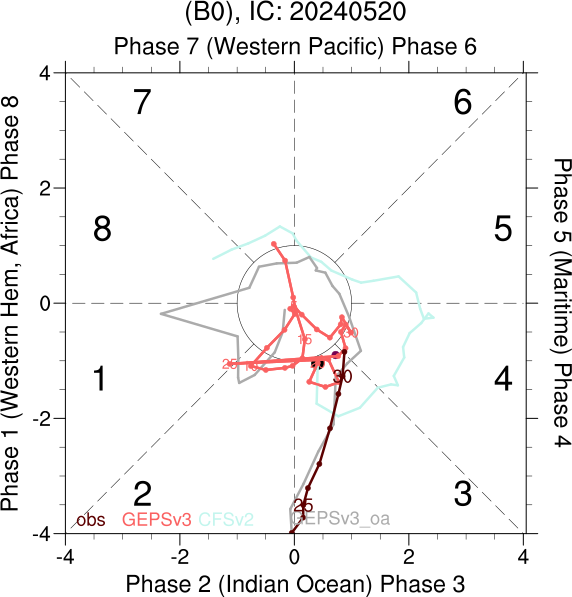 (B0), IC: 20240520
Phase 7 (Western Pacific) Phase 6
Phase 1 (Western Hem, Africa) Phase 8
Phase 5 (Maritime) Phase 4
4
7 6
2
8 5
0
15
30
25
1 4
30
-2
2 3
25
obs GEPSv3 CFSv2 GEPSv3_oa
-4
-4 -2 0 2 4
Phase 2 (Indian Ocean) Phase 3